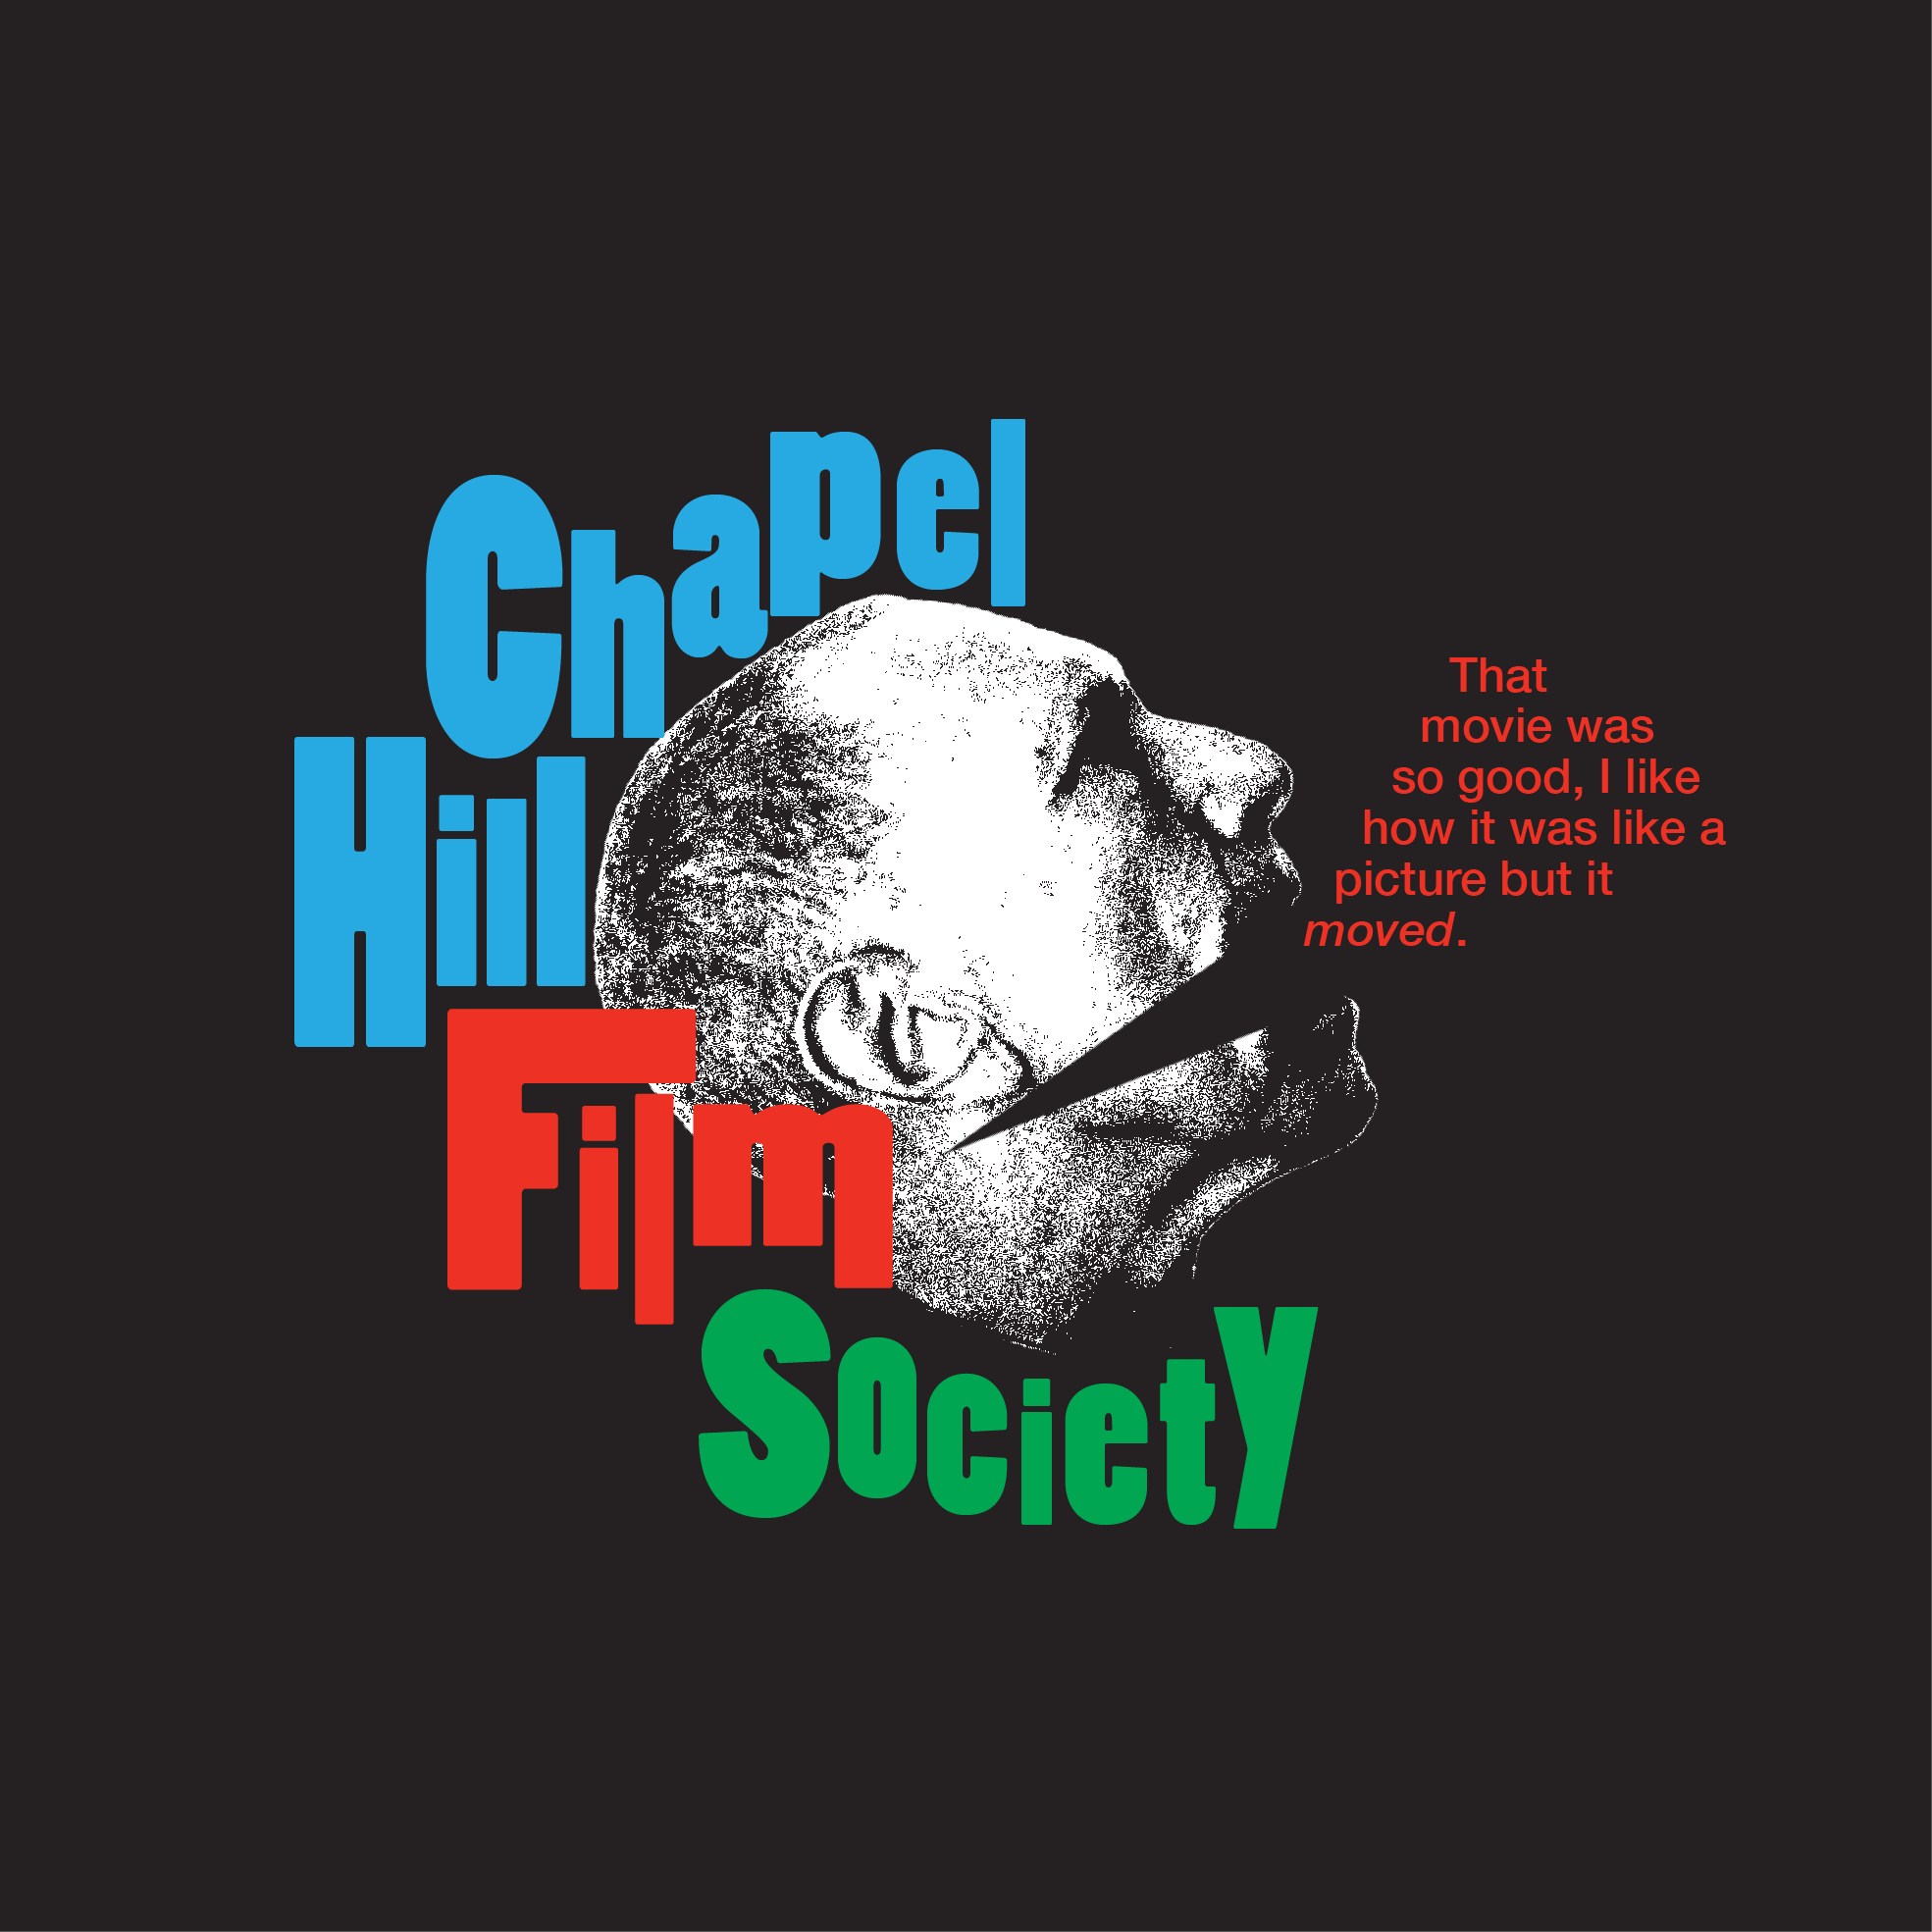 Chapel
Hill
Film
Society
That
movie was
so good, I like
how it was like a
picture but it
moved.